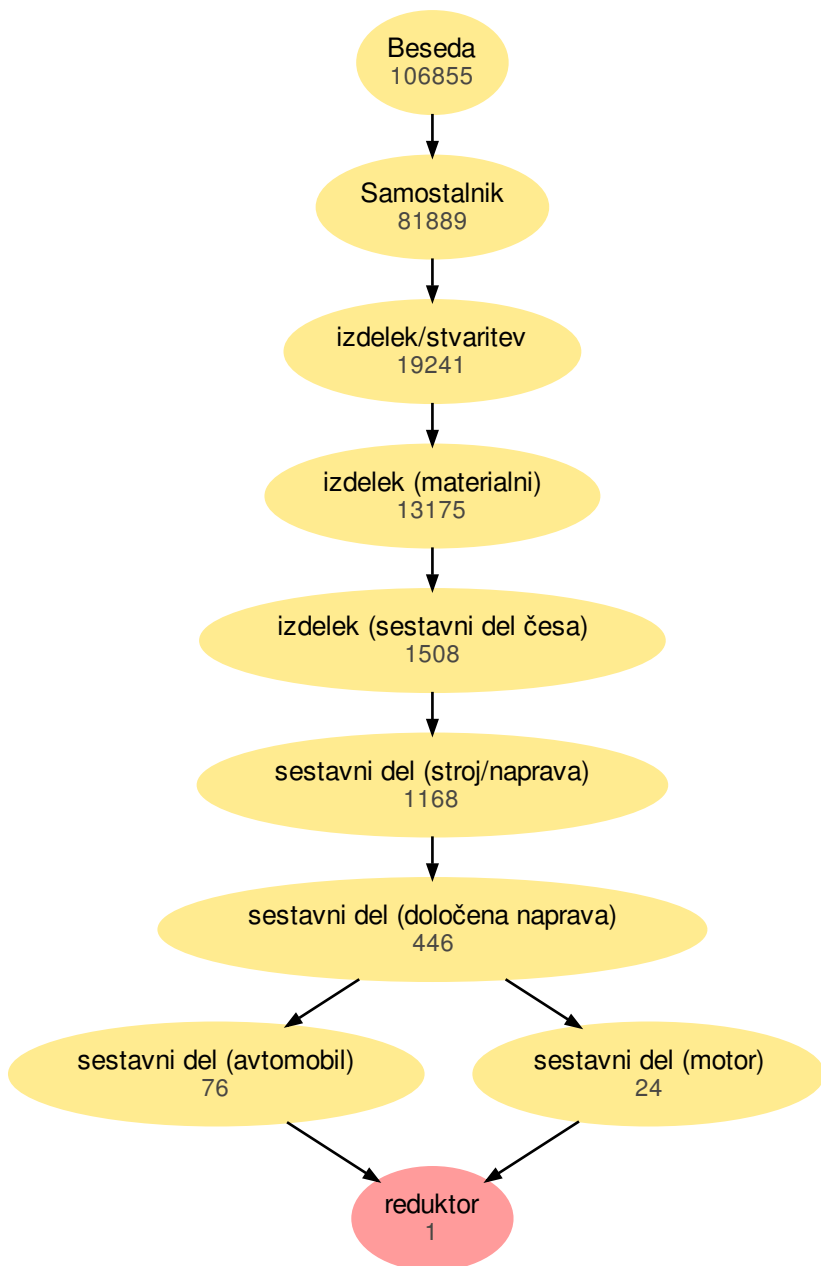 Beseda
106855
Samostalnik
81889
izdelek/stvaritev
19241
izdelek (materialni)
13175
izdelek (sestavni del česa)
1508
sestavni del (stroj/naprava)
1168
sestavni del (določena naprava)
446
sestavni del (avtomobil)
76
sestavni del (motor)
24
reduktor
1